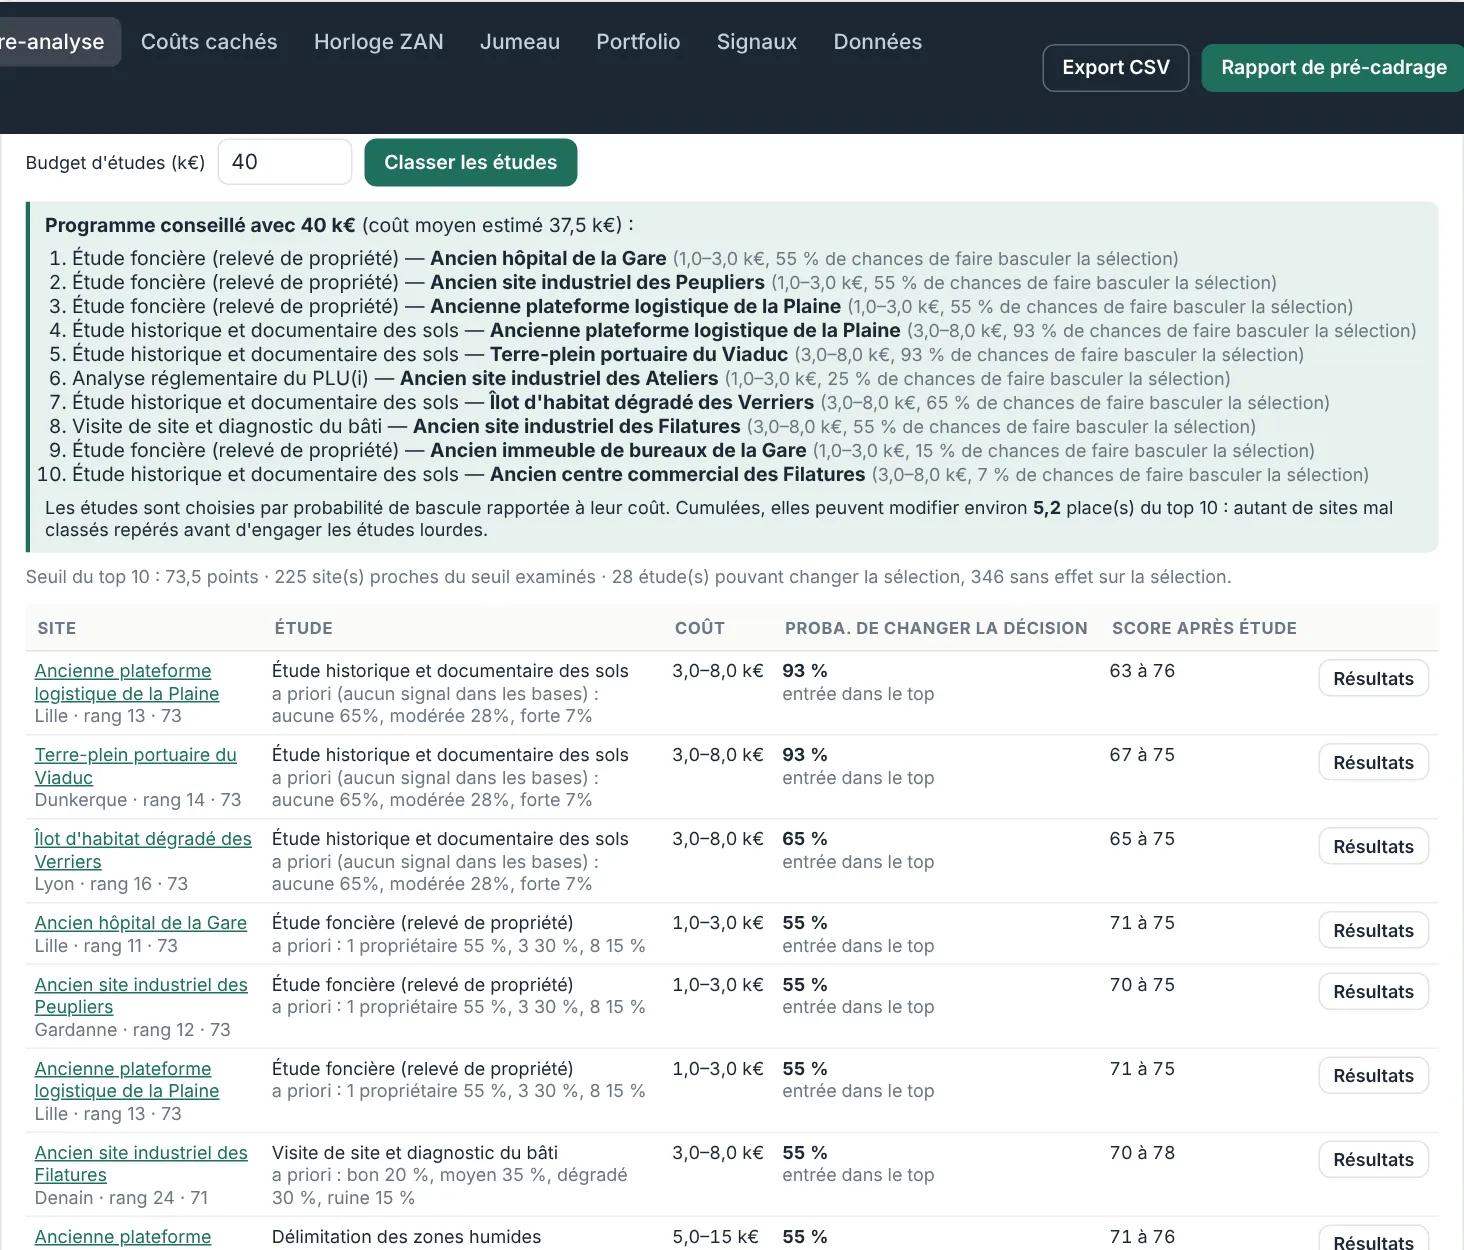 re-analyse Coûts cachés Horloge ZAN Jumeau Portfolio Signaux Données
Export CSV Rapport de pré-cadrage
Budget d'études (k€) 40 Classer les études
Programme conseillé avec 40 k€ (coût moyen estimé 37,5 k€) :
1. Étude foncière (relevé de propriété) — Ancien hôpital de la Gare (1,0–3,0 k€, 55 % de chances de faire basculer la sélection)
2. Étude foncière (relevé de propriété) — Ancien site industriel des Peupliers (1,0–3,0 k€, 55 % de chances de faire basculer la sélection)
3. Étude foncière (relevé de propriété) — Ancienne plateforme logistique de la Plaine (1,0–3,0 k€, 55 % de chances de faire basculer la sélection)
4. Étude historique et documentaire des sols — Ancienne plateforme logistique de la Plaine (3,0–8,0 k€, 93 % de chances de faire basculer la sélection)
5. Étude historique et documentaire des sols — Terre-plein portuaire du Viaduc (3,0–8,0 k€, 93 % de chances de faire basculer la sélection)
6. Analyse réglementaire du PLU(i) — Ancien site industriel des Ateliers (1,0–3,0 k€, 25 % de chances de faire basculer la sélection)
7. Étude historique et documentaire des sols — Îlot d'habitat dégradé des Verriers (3,0–8,0 k€, 65 % de chances de faire basculer la sélection)
8. Visite de site et diagnostic du bâti — Ancien site industriel des Filatures (3,0–8,0 k€, 55 % de chances de faire basculer la sélection)
9. Étude foncière (relevé de propriété) — Ancien immeuble de bureaux de la Gare (1,0–3,0 k€, 15 % de chances de faire basculer la sélection)
10. Étude historique et documentaire des sols — Ancien centre commercial des Filatures (3,0–8,0 k€, 7 % de chances de faire basculer la sélection)
Les études sont choisies par probabilité de bascule rapportée à leur coût. Cumulées, elles peuvent modifier environ 5,2 place(s) du top 10 : autant de sites mal
classés repérés avant d'engager les études lourdes.
Seuil du top 10 : 73,5 points · 225 site(s) proches du seuil examinés · 28 étude(s) pouvant changer la sélection, 346 sans effet sur la sélection.
SITE ÉTUDE COÛT PROBA. DE CHANGER LA DÉCISION SCORE APRÈS ÉTUDE
Ancienne plateforme Étude historique et documentaire des sols 3,0–8,0 k€ 93 % 63 à 76 Résultats
logistique de la Plaine a priori (aucun signal dans les bases) : entrée dans le top
Lille · rang 13 · 73 aucune 65%, modérée 28%, forte 7%
Terre-plein portuaire du Étude historique et documentaire des sols 3,0–8,0 k€ 93 % 67 à 75 Résultats
Viaduc a priori (aucun signal dans les bases) : entrée dans le top
Dunkerque · rang 14 · 73 aucune 65%, modérée 28%, forte 7%
Îlot d'habitat dégradé des Étude historique et documentaire des sols 3,0–8,0 k€ 65 % 65 à 75 Résultats
Verriers a priori (aucun signal dans les bases) : entrée dans le top
Lyon · rang 16 · 73 aucune 65%, modérée 28%, forte 7%
Ancien hôpital de la Gare Étude foncière (relevé de propriété) 1,0–3,0 k€ 55 % 71 à 75 Résultats
Lille · rang 11 · 73 a priori : 1 propriétaire 55 %, 3 30 %, 8 15 % entrée dans le top
Ancien site industriel des Étude foncière (relevé de propriété) 1,0–3,0 k€ 55 % 70 à 75 Résultats
Peupliers a priori : 1 propriétaire 55 %, 3 30 %, 8 15 % entrée dans le top
Gardanne · rang 12 · 73
Ancienne plateforme Étude foncière (relevé de propriété) 1,0–3,0 k€ 55 % 71 à 75 Résultats
logistique de la Plaine a priori : 1 propriétaire 55 %, 3 30 %, 8 15 % entrée dans le top
Lille · rang 13 · 73
Ancien site industriel des Visite de site et diagnostic du bâti 3,0–8,0 k€ 55 % 70 à 78 Résultats
Filatures a priori : bon 20 %, moyen 35 %, dégradé entrée dans le top
Denain · rang 24 · 71 30 %, ruine 15 %
Ancienne plateforme Délimitation des zones humides 5,0–15 k€ 55 % 71 à 76 Résultats